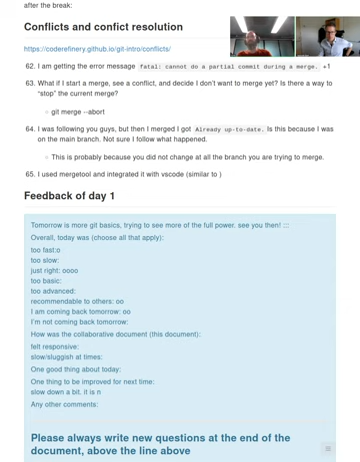 after the break:
Conflicts and confict resolution
https://coderefinery.github.io/git-intro/conflicts/
62. I am getting the error message fatal: cannot do a partial commit during a merge. +1
63. What if I start a merge, see a conflict, and decide I don't want to merge yet? Is there a way to
"stop" the current merge?
git merge --abort
64. I was following you guys, but then I merged I got Already up-to-date. Is this because I was
on the main branch. Not sure I follow what happened.
This is probably because you did not change at all the branch you are trying to merge.
65. I used mergetool and integrated it with vscode (similar to )
Feedback of day 1
Tomorrow is more git basics, trying to see more of the full power. see you then! :::
Overall, today was (choose all that apply):
too fast:o
too slow:
just right: oooo
too basic:
too advanced:
recommendable to others: oo
I am coming back tomorrow: oo
I'm not coming back tomorrow:
How was the collaborative document (this document):
felt responsive:
slow/sluggish at times:
One good thing about today:
One thing to be improved for next time:
slow down a bit. it is n
Any other comments:
Please always write new questions at the end of the
document, above the line above